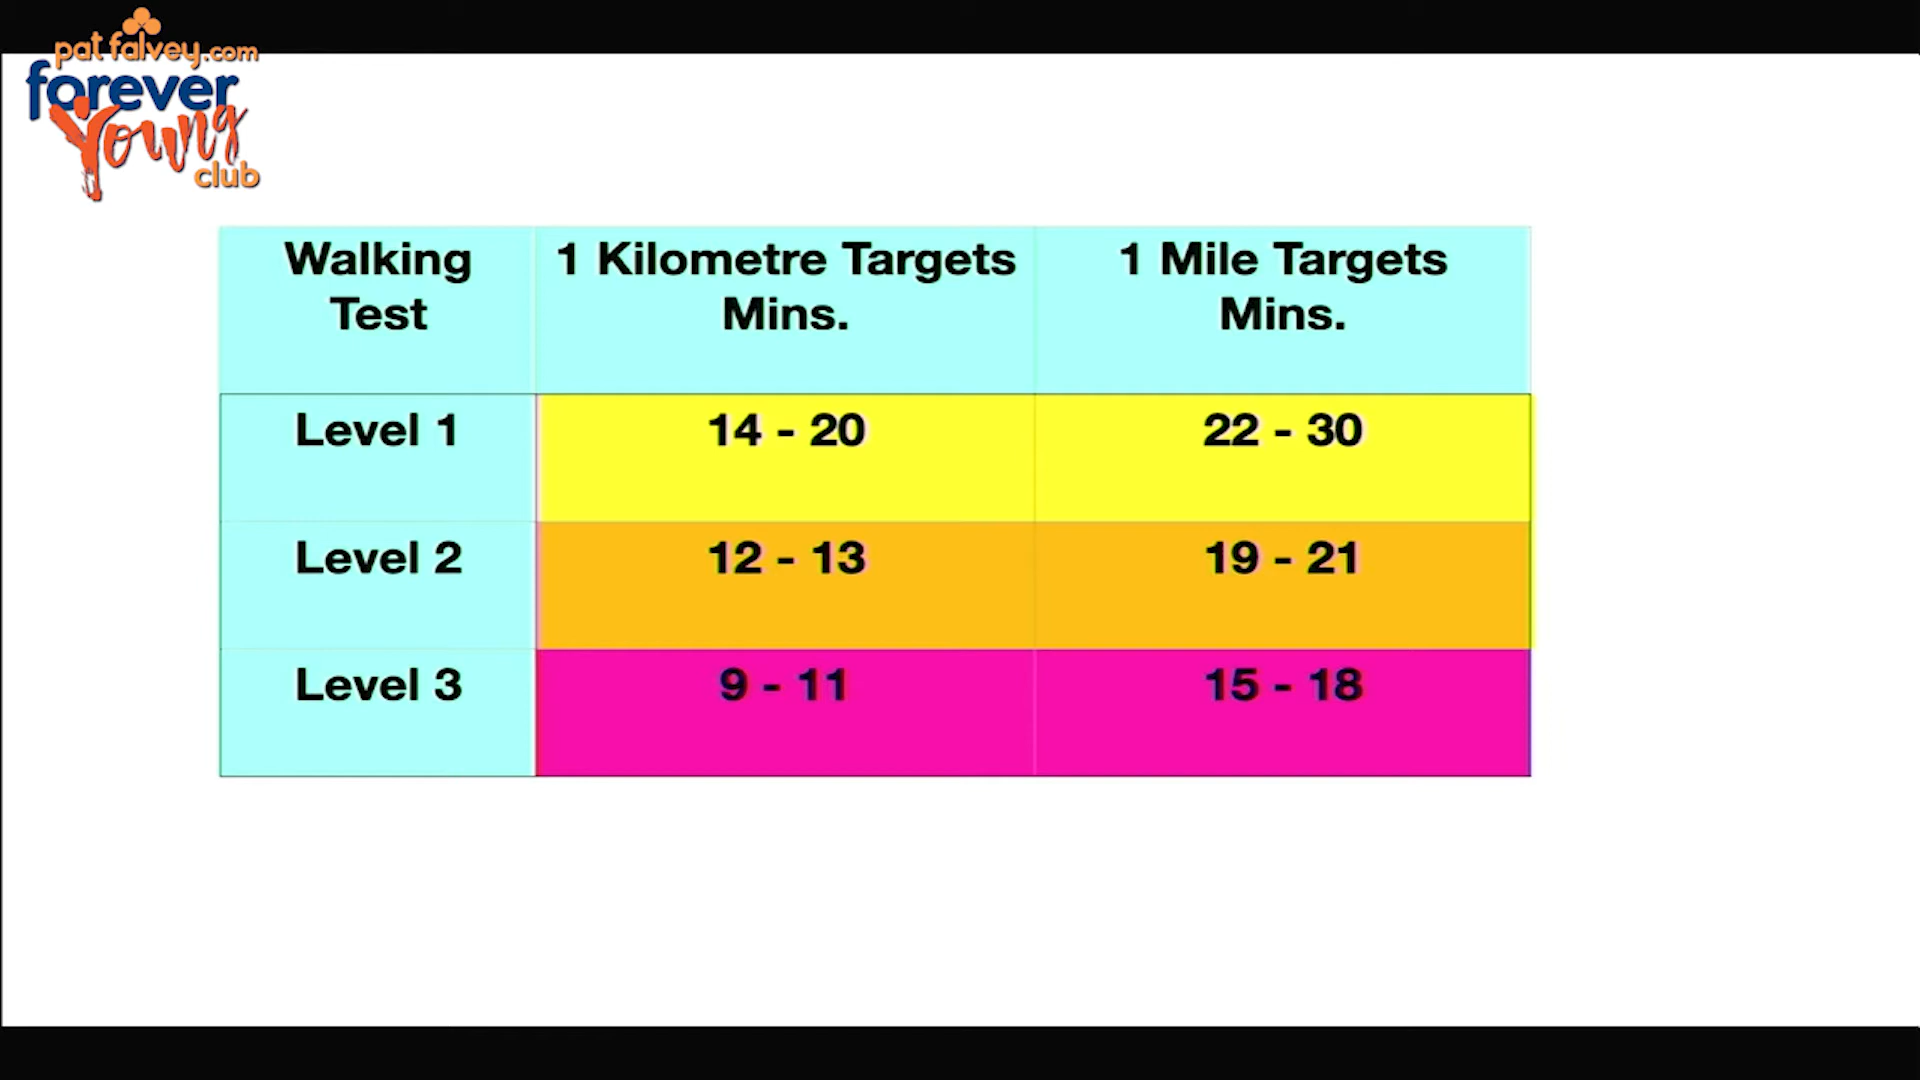 pat falvey.com
forever
Young
club
Walking Test
1 Kilometre Targets Mins.
1 Mile Targets Mins.
Level 1
14 - 20
22 - 30
Level 2
12 - 13
19 - 21
Level 3
9 - 11
15 - 18